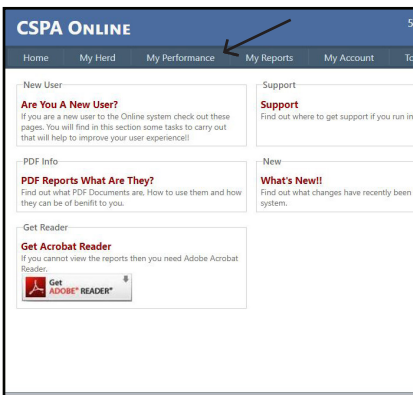 CSPA ONLINE
5
Home My Herd My Performance My Reports My Account To
New User
Are You A New User?
If you are a new user to the Online system check out these
pages. You will find in this section some tasks to carry out
that will help to improve your user experience!!
Support
Support
Find out where to get support if you run in
PDF Info
PDF Reports What Are They?
Find out what PDF Documents are, How to use them and how
they can be of benifit to you.
New
What's New!!
Find out what changes have recently been
system.
Get Reader
Get Acrobat Reader
If you cannot view the reports then you need Adobe Acrobat
Reader.
Get
ADOBE® READER®